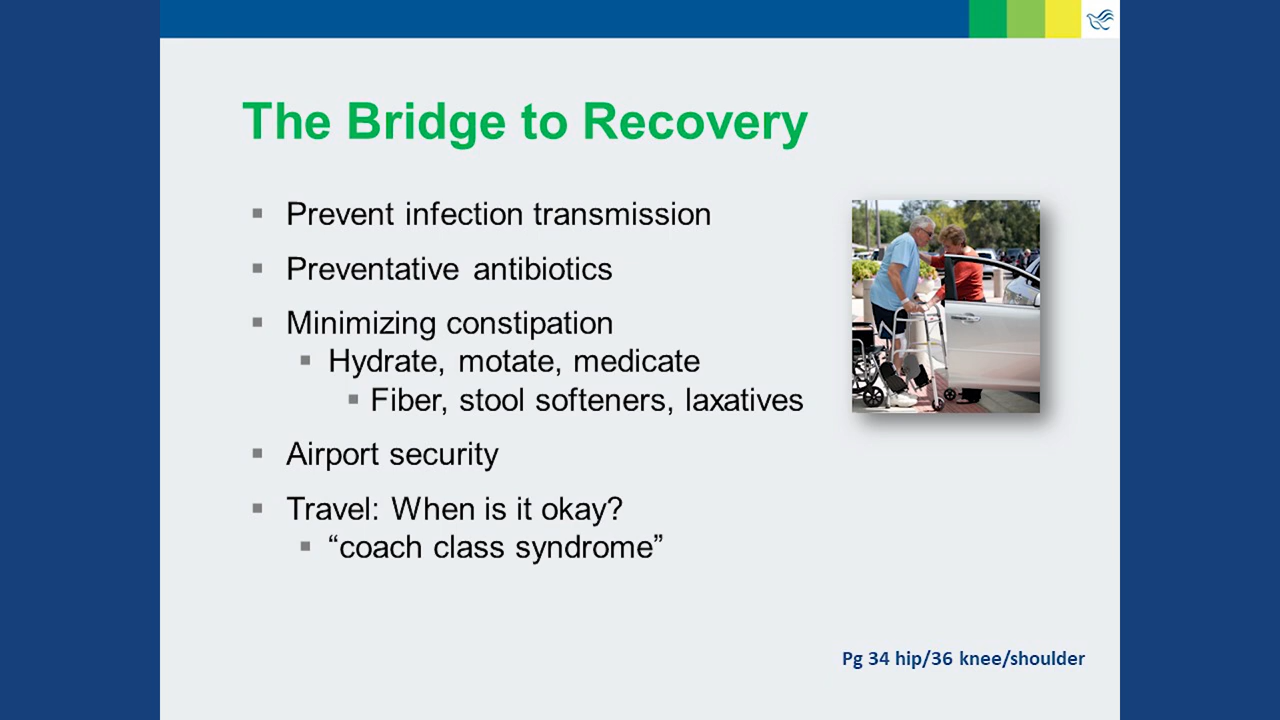 The Bridge to Recovery
▪ Prevent infection transmission
▪ Preventative antibiotics
▪ Minimizing constipation
▪ Hydrate, motate, medicate
▪ Fiber, stool softeners, laxatives
▪ Airport security
▪ Travel: When is it okay?
▪ “coach class syndrome”
Pg 34 hip/36 knee/shoulder